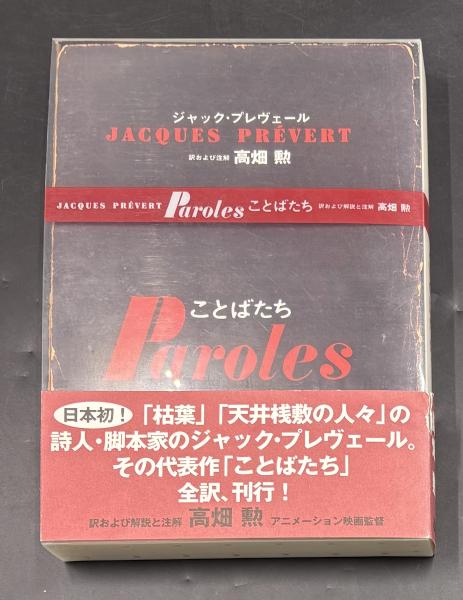 ジャック・プレヴェール
JACQUES PRÉVERT
訳および注解 高畑 勲
JACQUES PRÉVERT Paroles ことばたち 訳および解説と注解 高畑 勲
ことばたち
Paroles
日本初！「枯葉」「天井桟敷の人々」の
詩人・脚本家のジャック・プレヴェール。
その代表作「ことばたち」
全訳、刊行！
訳および解説と注解 高畑 勲 アニメーション映画監督